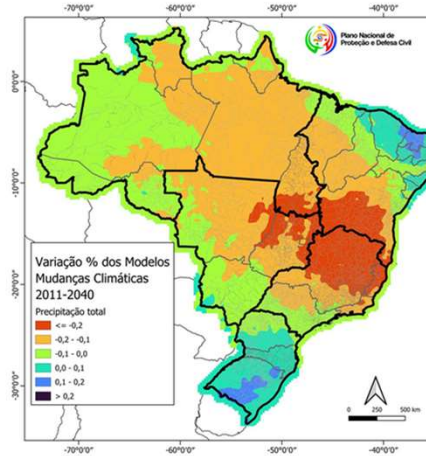 -70°0'0" -60°0'0" -50°0'0" -40°0'0"
Plano Nacional de
Proteção e Defesa Civil
0°0'0"
-10°0'0"
-20°0'0"
-30°0'0"
Variação % dos Modelos
Mudanças Climáticas
2011-2040
Precipitação total
<= -0,2
-0,2 - -0,1
-0,1 - 0,0
0,0 - 0,1
0,1 - 0,2
> 0,2
0 250 500 km
-70°0'0" -60°0'0" -50°0'0" -40°0'0"